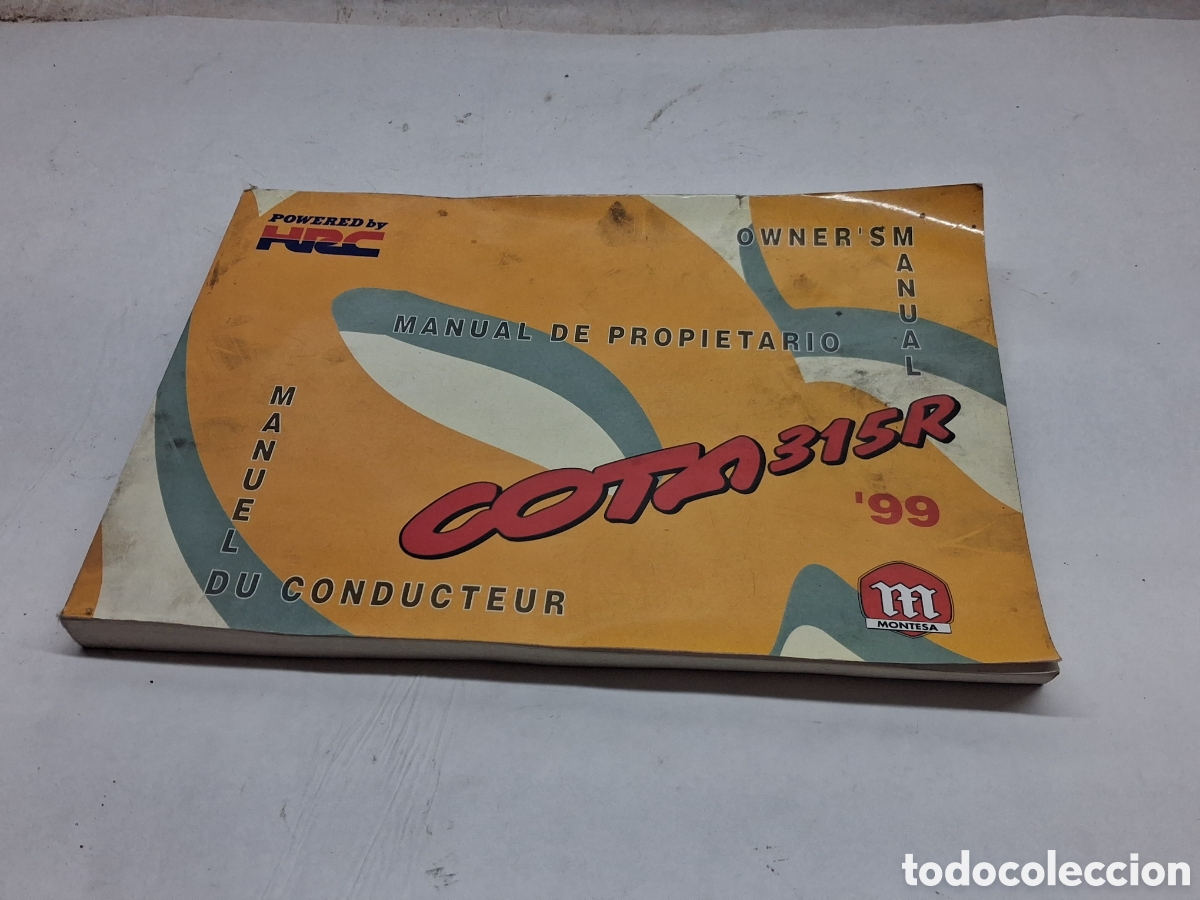 POWERED by
HRC
OWNER'S MANUAL
MANUAL DE PROPIETARIO
MANUEL DU CONDUCTEUR
COTA 315R
'99
M
MONTESA
todocoleccion